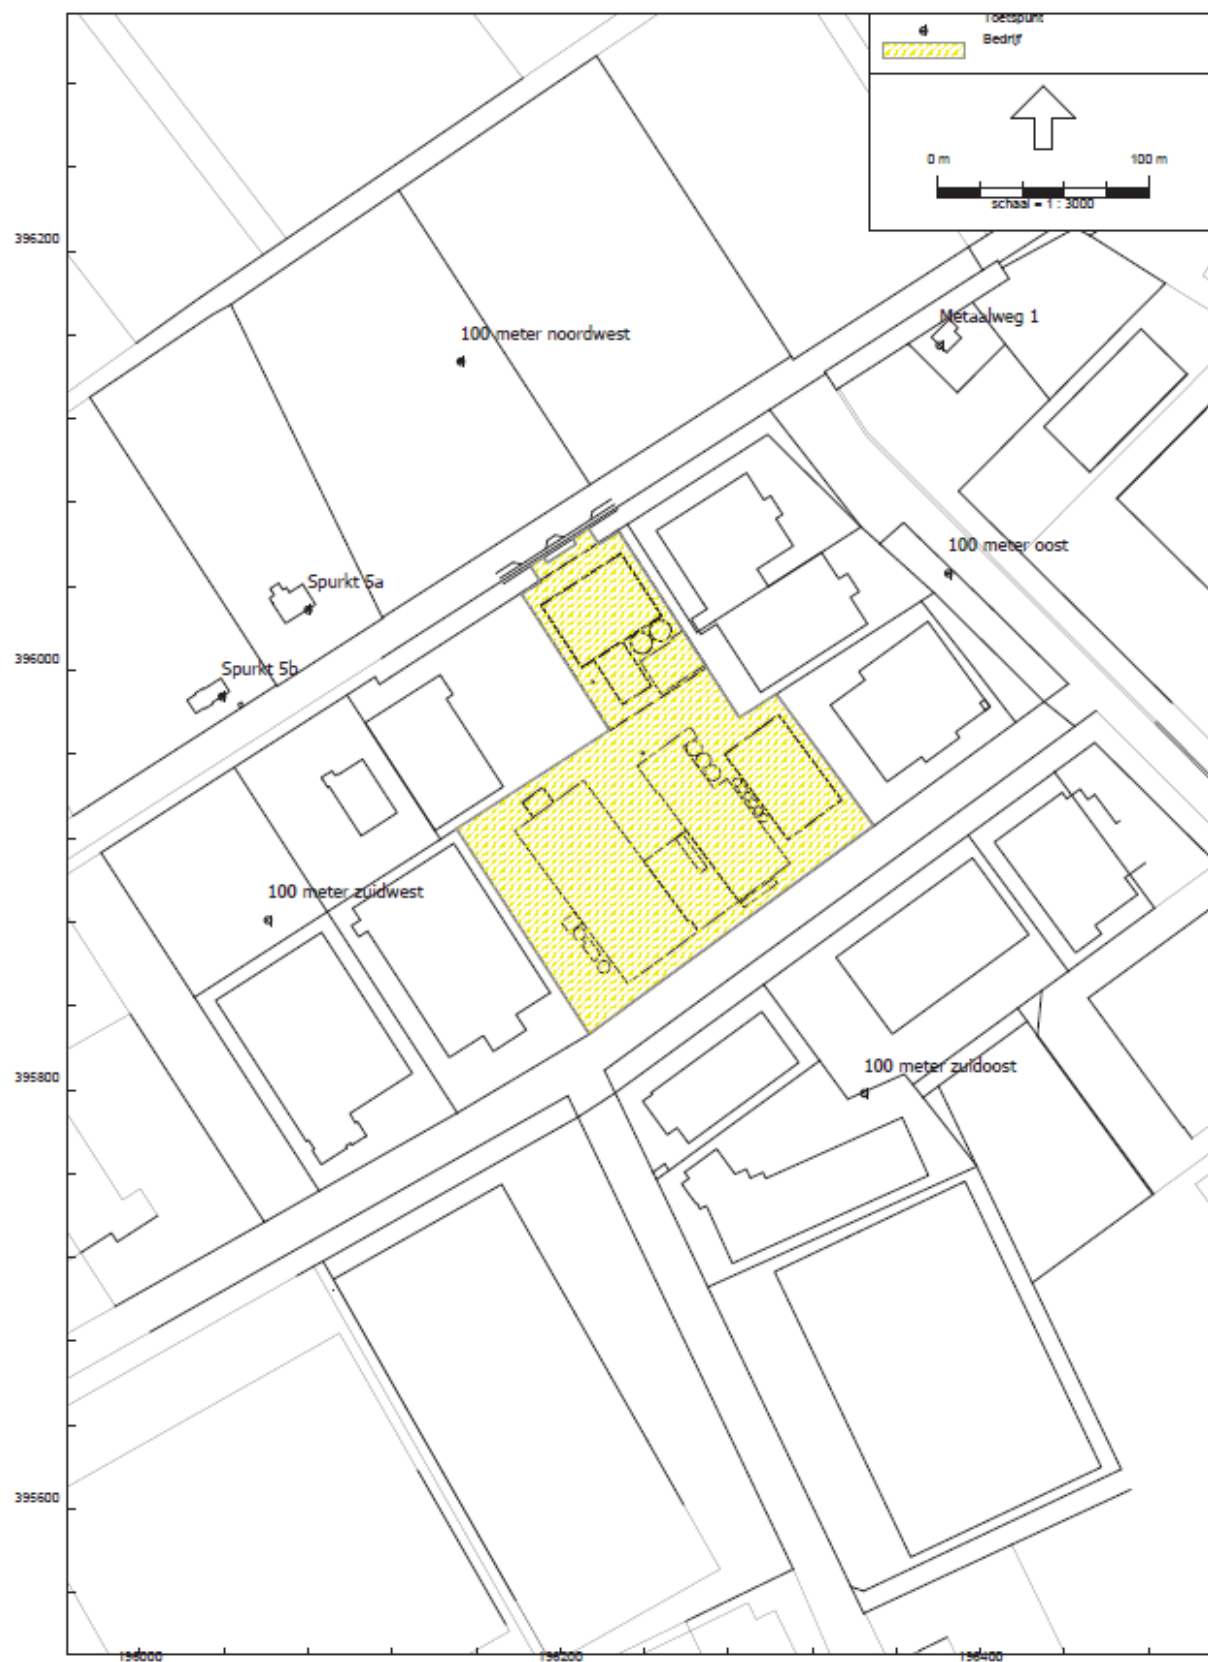 Toetspunt
Bedrijf
0 m 100 m
schaal = 1 : 3000
396200
Metaalweg 1
100 meter noordwest
100 meter oost
Spurkt 5a
396000
Spurkt 5b
100 meter zuidwest
395800
100 meter zuidoost
395600
196000 196200 196400